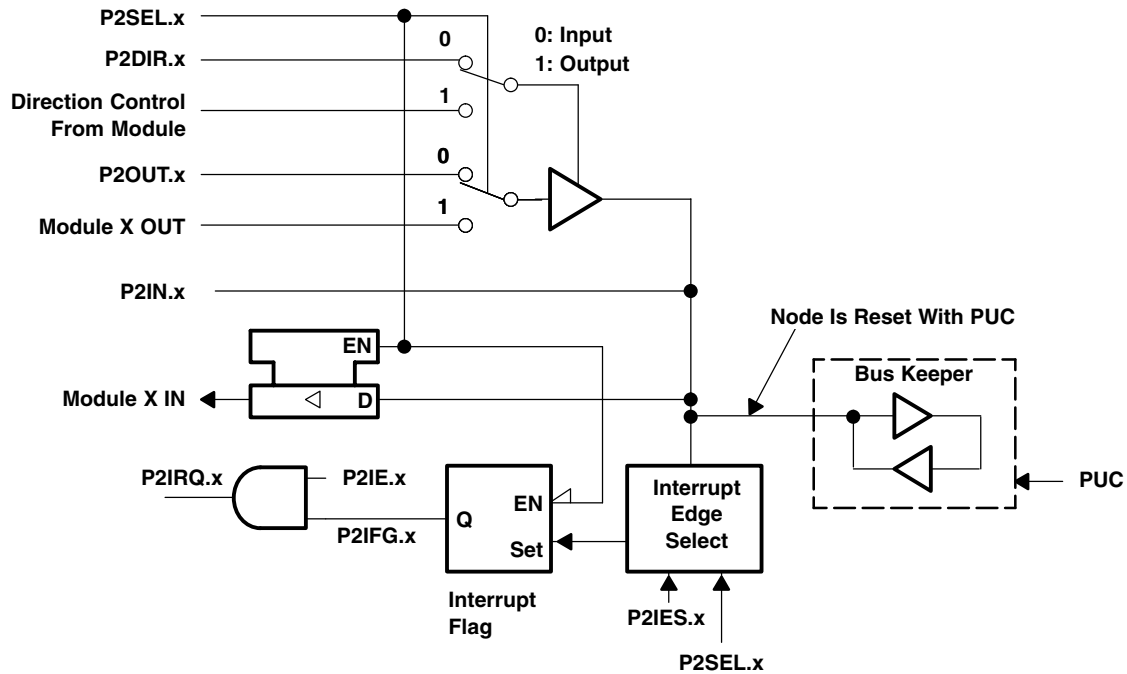 P2SEL.x
P2DIR.x
0
0: Input
1: Output
Direction Control
From Module
1
P2OUT.x
0
Module X OUT
1
P2IN.x
Node Is Reset With PUC
EN
Bus Keeper
Module X IN
D
PUC
P2IRQ.x
P2IE.x
P2IFG.x
Q
EN
Set
Interrupt
Edge
Select
Interrupt
Flag
P2IES.x
P2SEL.x